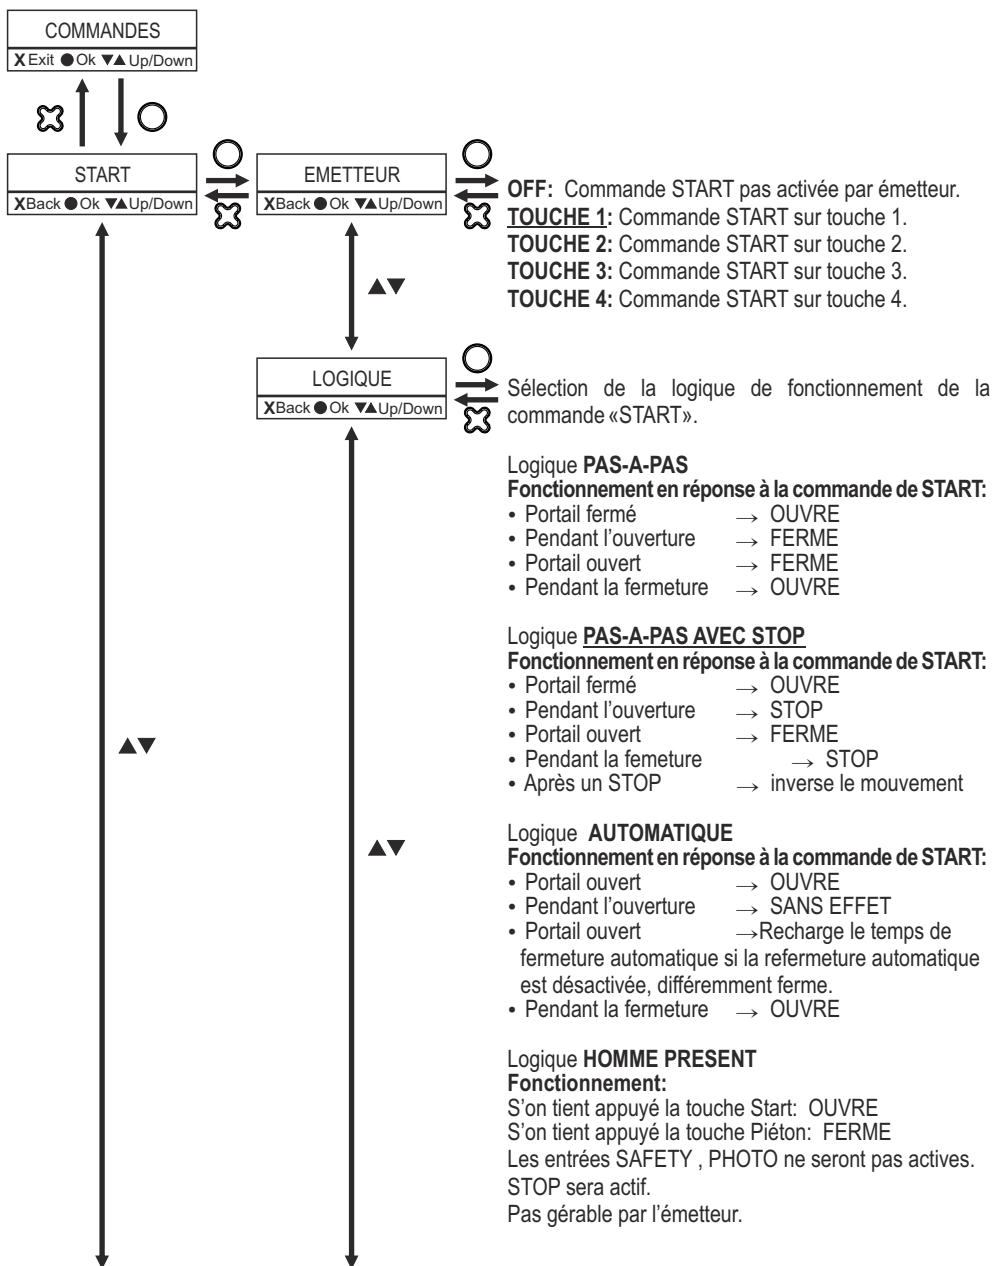 COMMANDES
X Exit ● Ok ▼▲ Up/Down
START
XBack ● Ok ▼▲Up/Down
EMETTEUR
XBack ● Ok ▼▲Up/Down
OFF: Commande START pas activée par émetteur.
TOUCHE 1: Commande START sur touche 1.
TOUCHE 2: Commande START sur touche 2.
TOUCHE 3: Commande START sur touche 3.
TOUCHE 4: Commande START sur touche 4.
▲▼
LOGIQUE
XBack ● Ok ▼▲Up/Down
Sélection de la logique de fonctionnement de la
commande «START».
Logique PAS-A-PAS
Fonctionnement en réponse à la commande de START:
• Portail fermé → OUVRE
• Pendant l'ouverture → FERME
• Portail ouvert → FERME
• Pendant la fermeture → OUVRE
Logique PAS-A-PAS AVEC STOP
Fonctionnement en réponse à la commande de START:
• Portail fermé → OUVRE
• Pendant l'ouverture → STOP
• Portail ouvert → FERME
• Pendant la femeture → STOP
• Après un STOP → inverse le mouvement
▲▼
▲▼
Logique AUTOMATIQUE
Fonctionnement en réponse à la commande de START:
• Portail ouvert → OUVRE
• Pendant l'ouverture → SANS EFFET
• Portail ouvert →Recharge le temps de
fermeture automatique si la refermeture automatique
est désactivée, différemment ferme.
• Pendant la fermeture → OUVRE
Logique HOMME PRESENT
Fonctionnement:
S'on tient appuyé la touche Start: OUVRE
S'on tient appuyé la touche Piéton: FERME
Les entrées SAFETY , PHOTO ne seront pas actives.
STOP sera actif.
Pas gérable par l'émetteur.